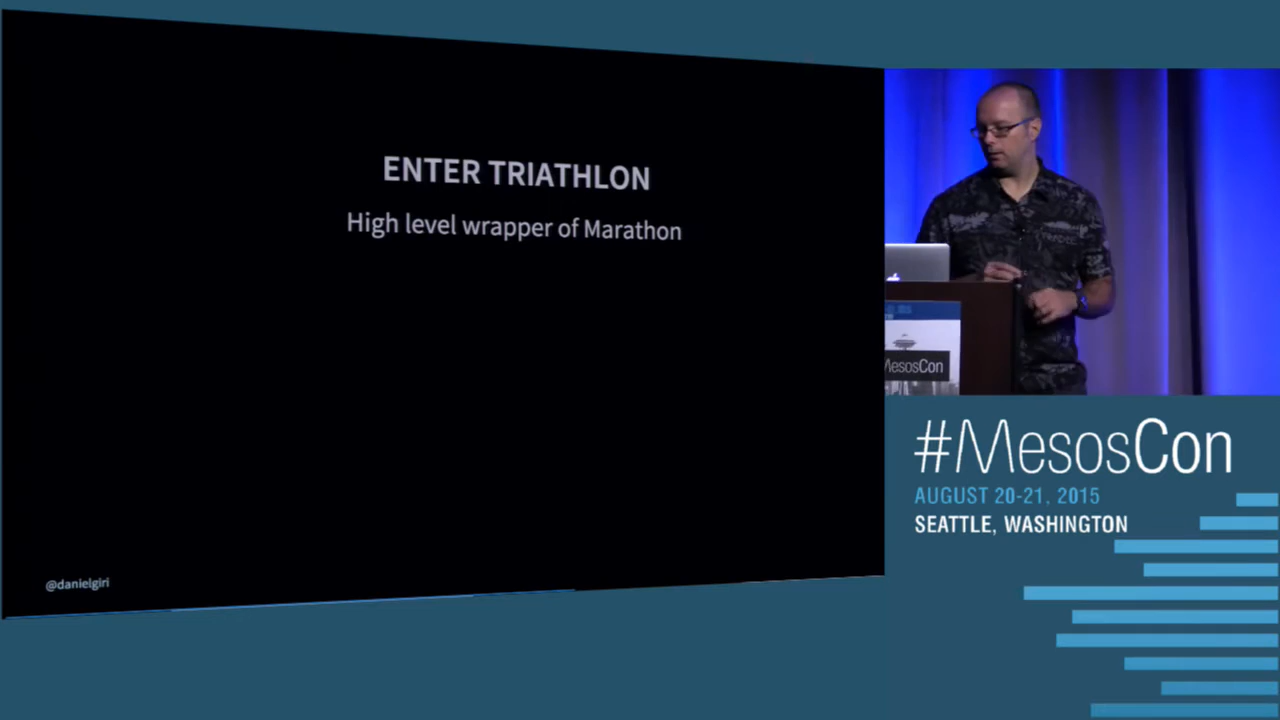 ENTER TRIATHLON
High level wrapper of Marathon
@danielgiri
MesosCon
#MesosCon
AUGUST 20-21, 2015
SEATTLE, WASHINGTON